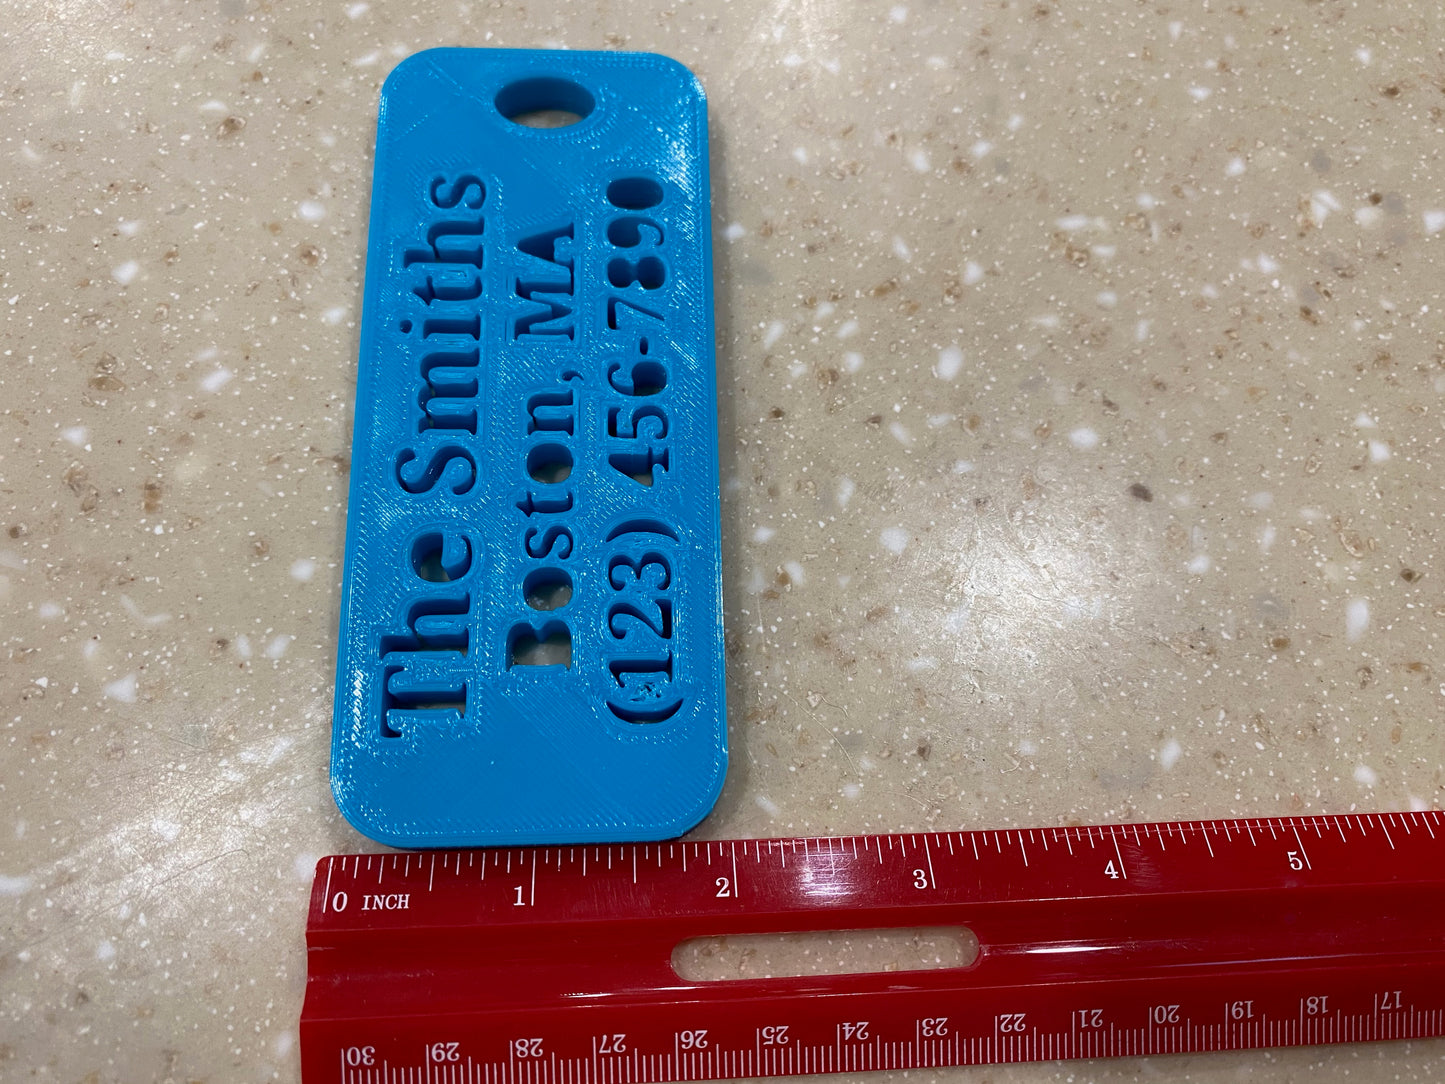 The Smiths
Boston, MA
(123) 456-7890
0 INCH 1 2 3 4 5
30 29 28 27 26 25 24 23 22 21 20 19 18 17